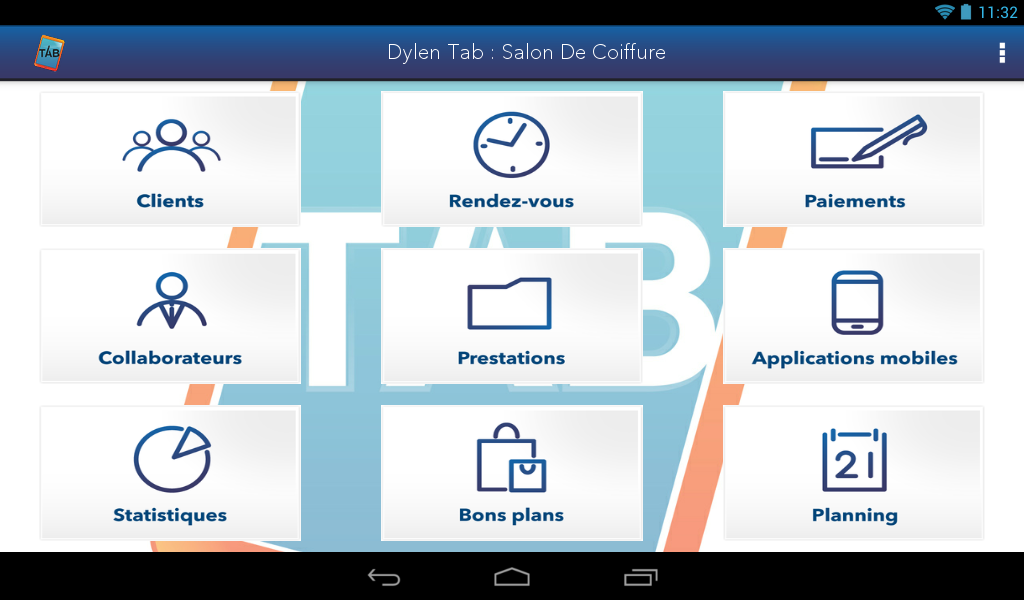 11:32
TAB
Dylen Tab : Salon De Coiffure
Clients
Rendez-vous
Paiements
TAB
Collaborateurs
Prestations
Applications mobiles
Statistiques
Bons plans
21
Planning